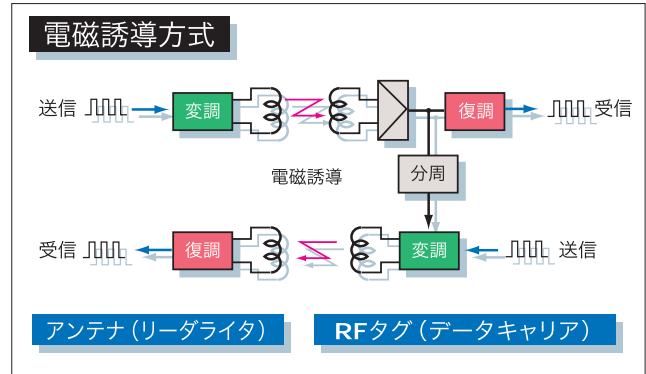 電磁誘導方式
送信 変調 復調 受信
分周
電磁誘導
受信 復調 変調 送信
アンテナ（リーダライタ） RFタグ（データキャリア）